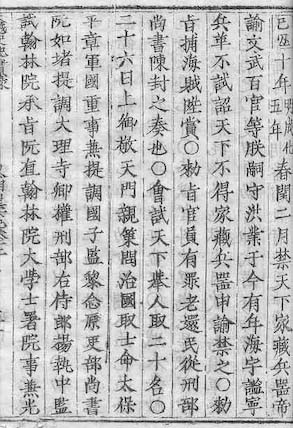 己丑十年明成化五年春閏二月禁天下家藏兵器帝
諭文武百官等朕嗣守洪業于今有年海宇謐寧
兵革不試詔天下不得家藏兵器申諭禁之○勑
旨捕海賊陞賞○勑旨官員有罪老還民從刑部
尚書陳封之奏也○會試天下舉人取二十名○
二十六日上御敬天門親策問治國取士命太保
平章軍國重事兼提調國子監黎念原吏部尚書
阮如堵提調大理寺卿權刑部右侍郎楊執中監
試翰林院承旨阮直翰林院大學士署院事兼光